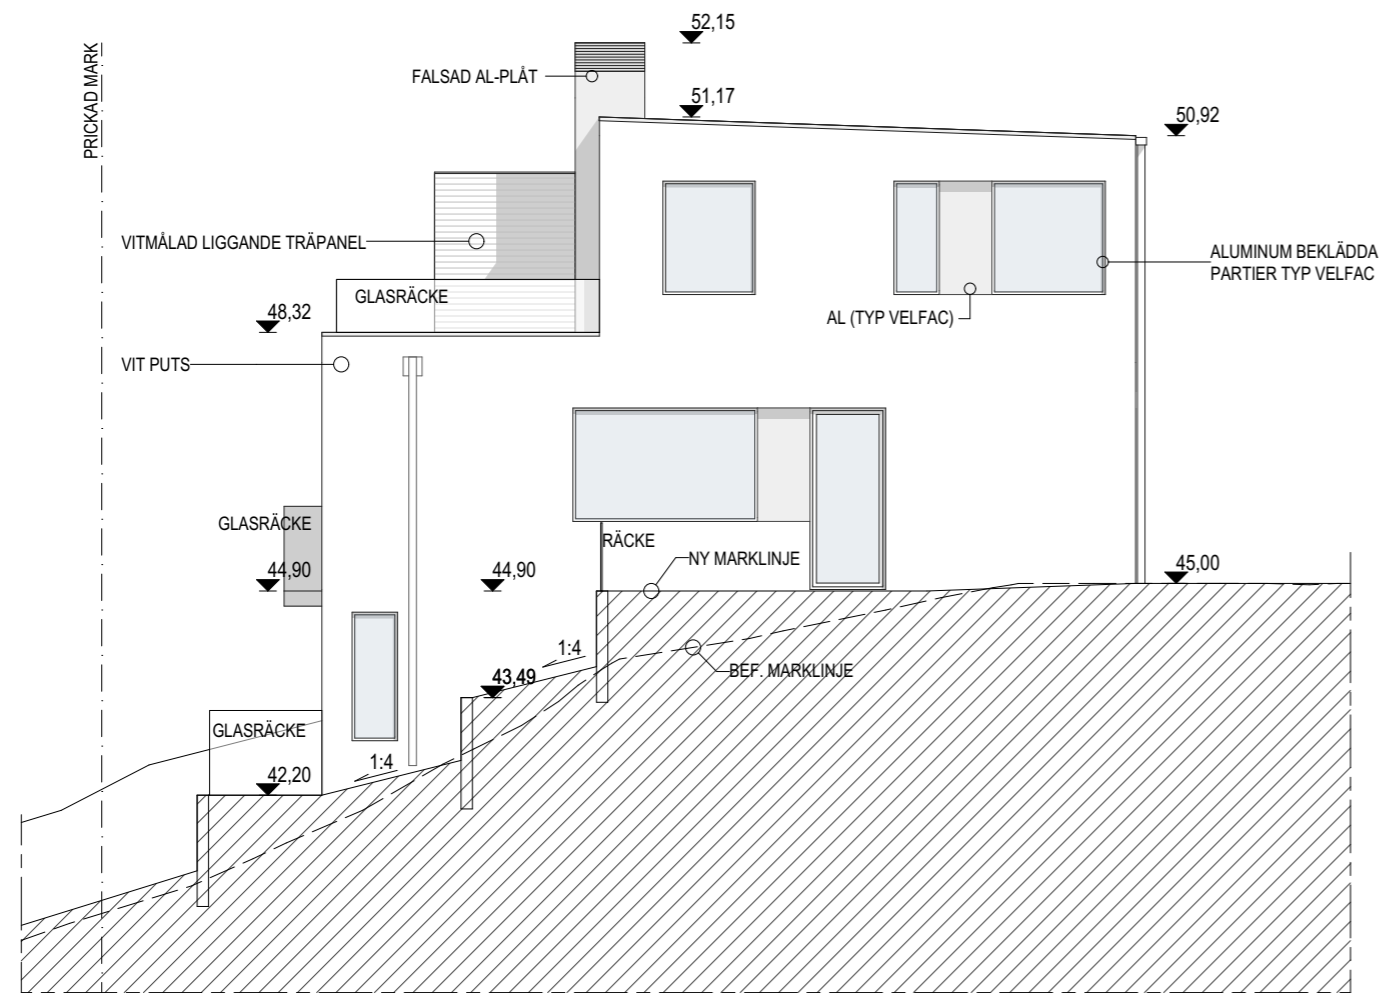 52,15
PRICKAD MARK
FALSAD AL-PLÅT
51,17
50,92
VITMÅLAD LIGGANDE TRÄPANEL
ALUMINUM BEKLÄDDA
PARTIER TYP VELFAC
GLASRÄCKE
48,32
AL (TYP VELFAC)
VIT PUTS
GLASRÄCKE
RÄCKE
NY MARKLINJE
44,90
44,90
45,00
1:4
BEF. MARKLINJE
43,49
GLASRÄCKE
1:4
42,20